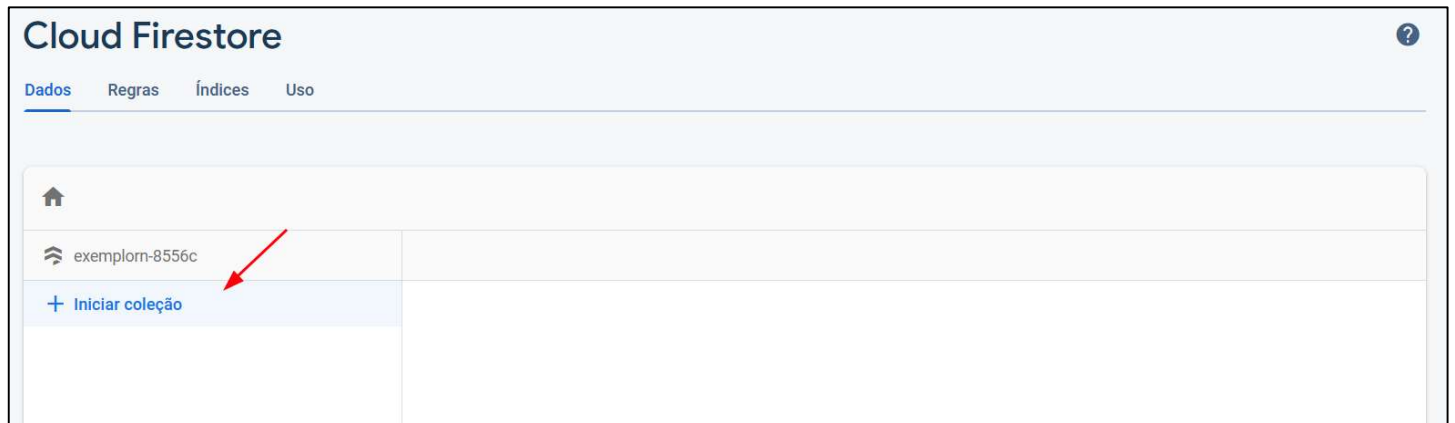 Cloud Firestore
Dados Regras Índices Uso
exemplorn-8556c
+ Iniciar coleção